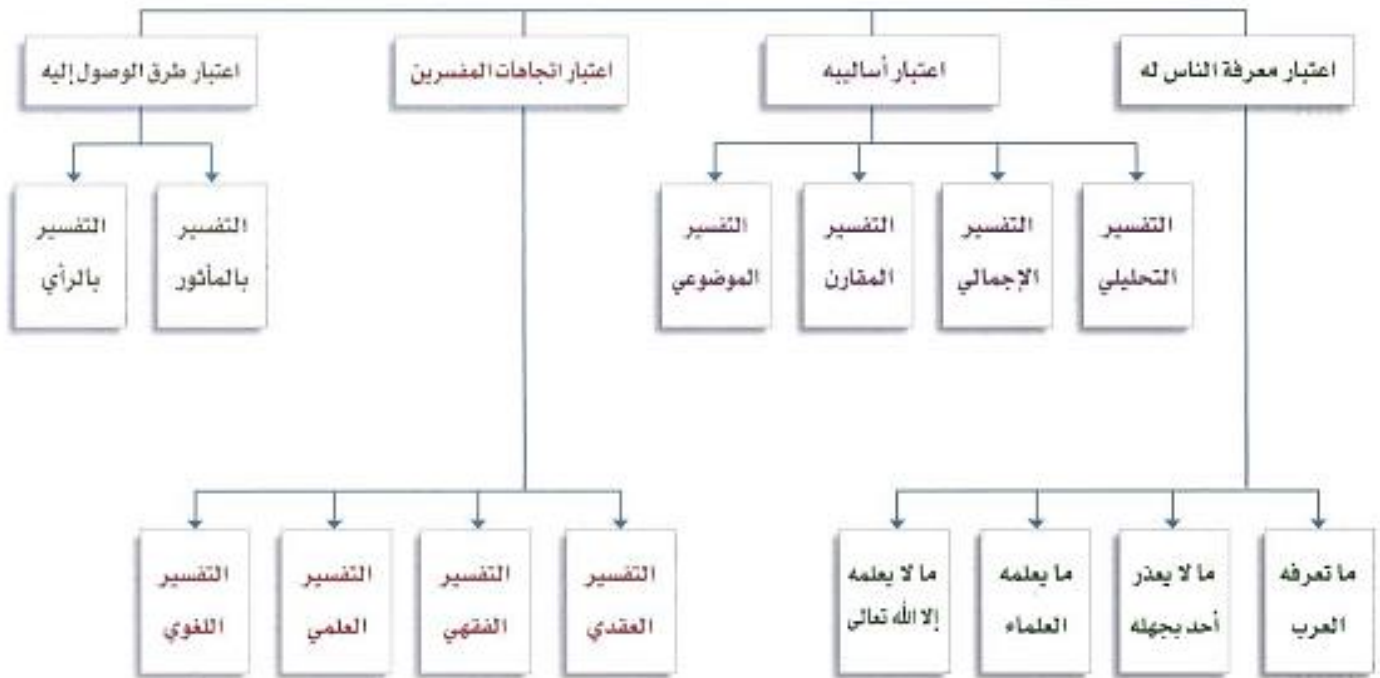 اعتبار معرفة الناس له
اعتبار أساليبه
اعتبار اتجاهات المفسرين
اعتبار طرق الوصول إليه
التفسير
التحليلي
التفسير
الإجمالي
التفسير
المقارن
التفسير
الموضوعي
التفسير
بالمأثور
التفسير
بالرأي
ما تعرفه
العرب
ما لا يعذر
أحد بجهله
ما يعلمه
العلماء
ما لا يعلمه
إلا الله تعالى
التفسير
العقدي
التفسير
الفقهي
التفسير
العلمي
التفسير
اللغوي